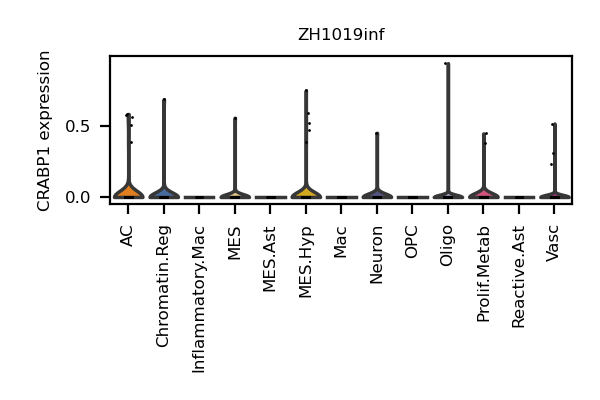 ZH1019inf
CRABP1 expression
0.5
0.0
AC
Chromatin.Reg
Inflammatory.Mac
MES
MES.Ast
MES.Hyp
Mac
Neuron
OPC
Oligo
Prolif.Metab
Reactive.Ast
Vasc